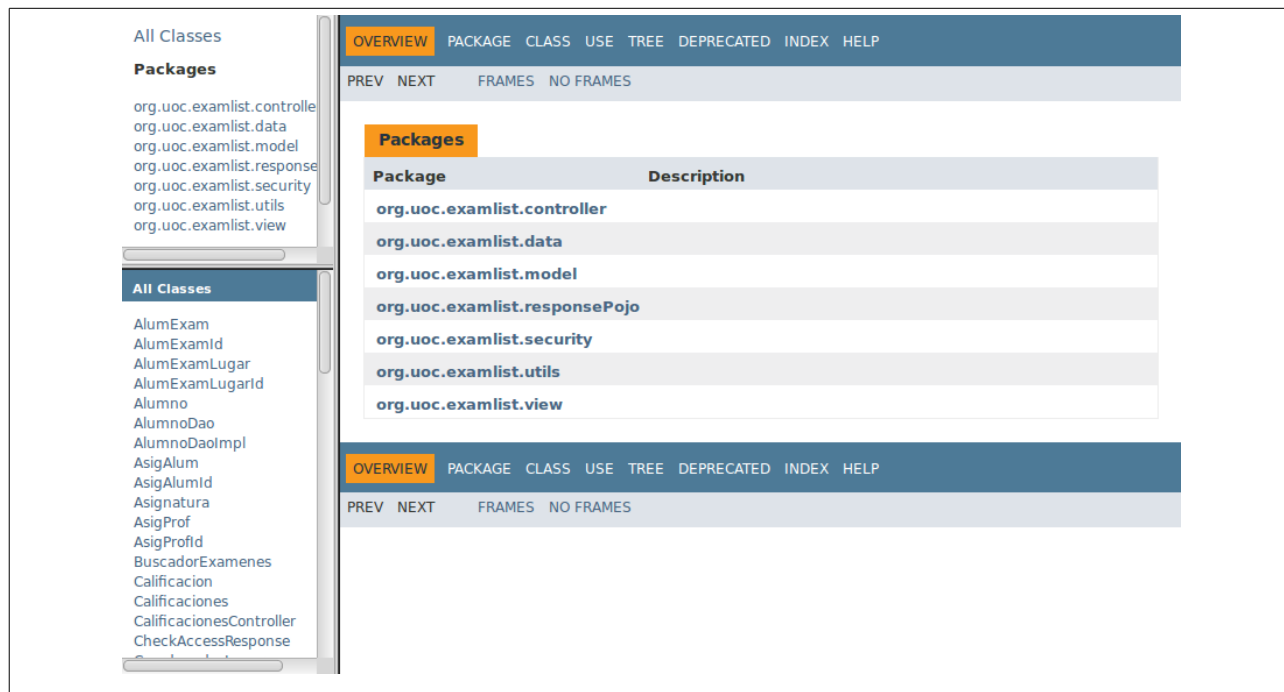 All Classes
Packages
org.uoc.examlist.controlle
org.uoc.examlist.data
org.uoc.examlist.model
org.uoc.examlist.response
org.uoc.examlist.security
org.uoc.examlist.utils
org.uoc.examlist.view
All Classes
AlumExam
AlumExamId
AlumExamLugar
AlumExamLugarId
Alumno
AlumnoDao
AlumnoDaoImpl
AsigAlum
AsigAlumId
Asignatura
AsigProf
AsigProfId
BuscadorExamenes
Calificacion
Calificaciones
CalificacionesController
CheckAccessResponse
OVERVIEW PACKAGE CLASS USE TREE DEPRECATED INDEX HELP
PREV NEXT FRAMES NO FRAMES
Packages
Package Description
org.uoc.examlist.controller
org.uoc.examlist.data
org.uoc.examlist.model
org.uoc.examlist.responsePojo
org.uoc.examlist.security
org.uoc.examlist.utils
org.uoc.examlist.view
OVERVIEW PACKAGE CLASS USE TREE DEPRECATED INDEX HELP
PREV NEXT FRAMES NO FRAMES